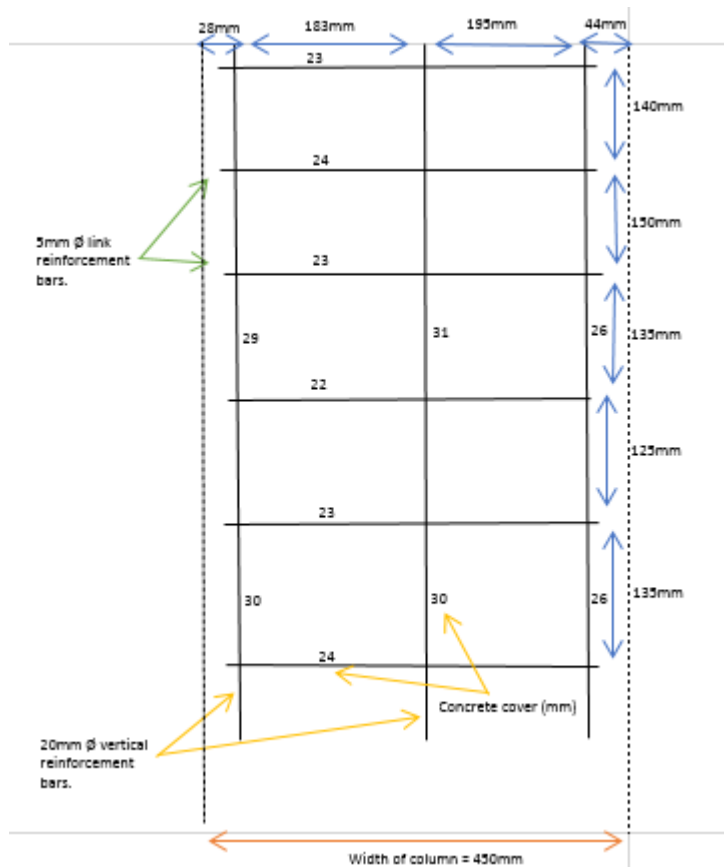 28mm 183mm 195mm 44mm
23
140mm
24
150mm
5mm Ø link
reinforcement
bars.
23
29 31 26 135mm
22
125mm
23
30 30 26 135mm
24
Concrete cover (mm)
20mm Ø vertical
reinforcement
bars.
Width of column = 450mm